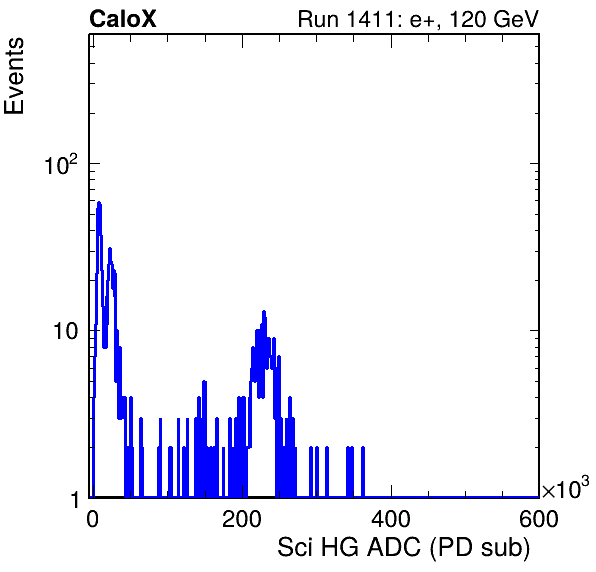 CaloX Run 1411: e+, 120 GeV
Events
10²
10
1
0 200 400 600
×10³
Sci HG ADC (PD sub)